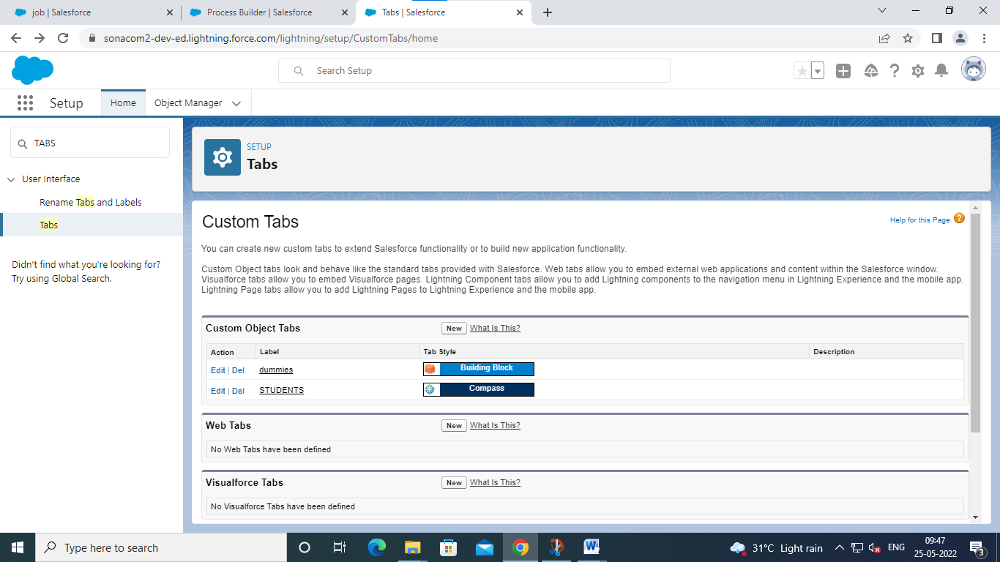 job | Salesforce
Process Builder | Salesforce
Tabs | Salesforce
sonacom2-dev-ed.lightning.force.com/lightning/setup/CustomTabs/home
Search Setup
Setup
Home
Object Manager
TABS
User Interface
Rename Tabs and Labels
Tabs
Didn't find what you're looking for?
Try using Global Search.
SETUP
Tabs
Custom Tabs
Help for this Page
You can create new custom tabs to extend Salesforce functionality or to build new application functionality.
Custom Object tabs look and behave like the standard tabs provided with Salesforce. Web tabs allow you to embed external web applications and content within the Salesforce window.
Visualforce tabs allow you to embed Visualforce pages. Lightning Component tabs allow you to add Lightning components to the navigation menu in Lightning Experience and the mobile app.
Lightning Page tabs allow you to add Lightning Pages to Lightning Experience and the mobile app.
Custom Object Tabs New What Is This?
Action Label Tab Style Description
Edit | Del dummies Building Block
Edit | Del STUDENTS Compass
Web Tabs New What Is This?
No Web Tabs have been defined
Visualforce Tabs New What Is This?
No Visualforce Tabs have been defined
Type here to search
31°C Light rain
ENG
09:47
25-05-2022
3